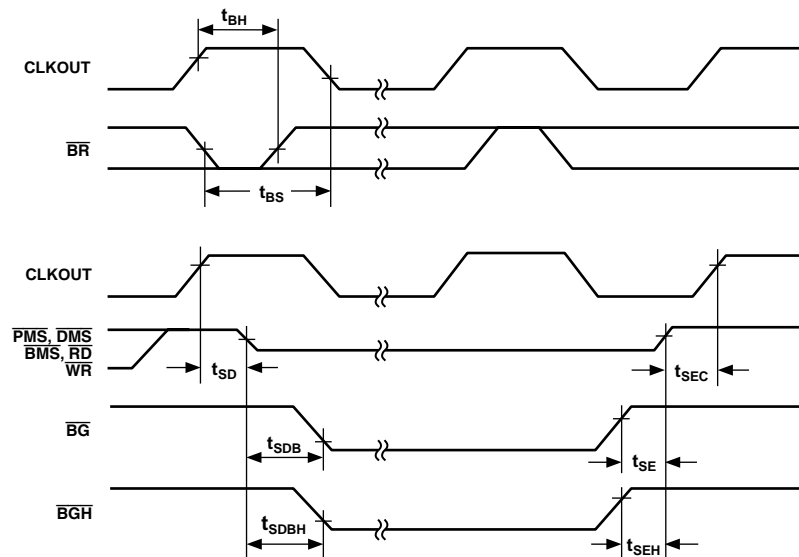 tBH
CLKOUT
BR
tBS
CLKOUT
PMS, DMS
BMS, RD
WR
tSD
tSEC
BG
tSDB
tSE
BGH
tSDBH
tSEH